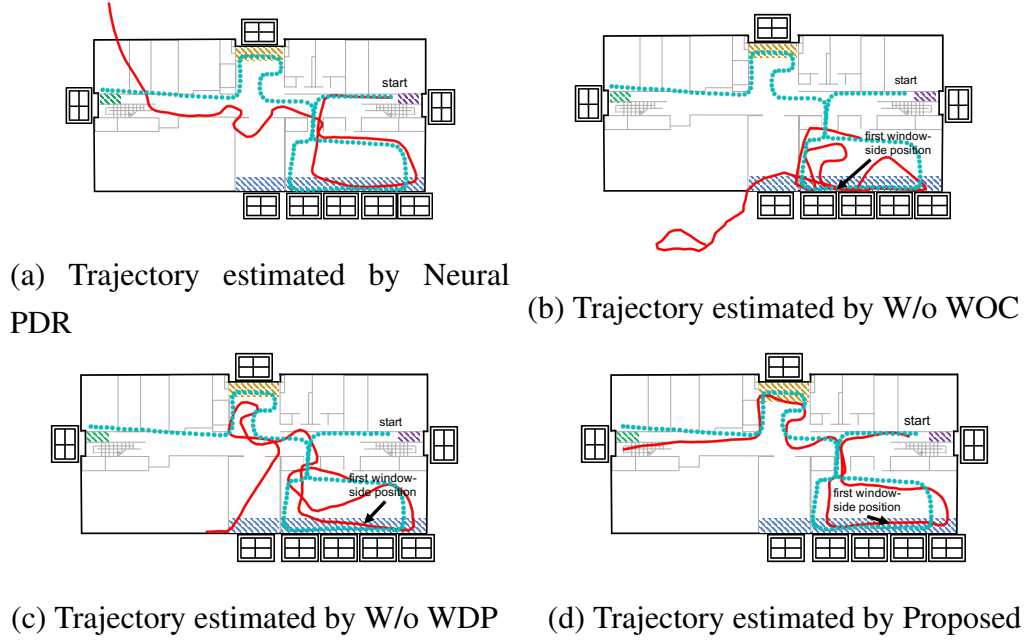 start
start
first window-
side position
(a) Trajectory estimated by Neural
PDR
(b) Trajectory estimated by W/o WOC
start
first window-
side position
start
first window-
side position
(c) Trajectory estimated by W/o WDP
(d) Trajectory estimated by Proposed